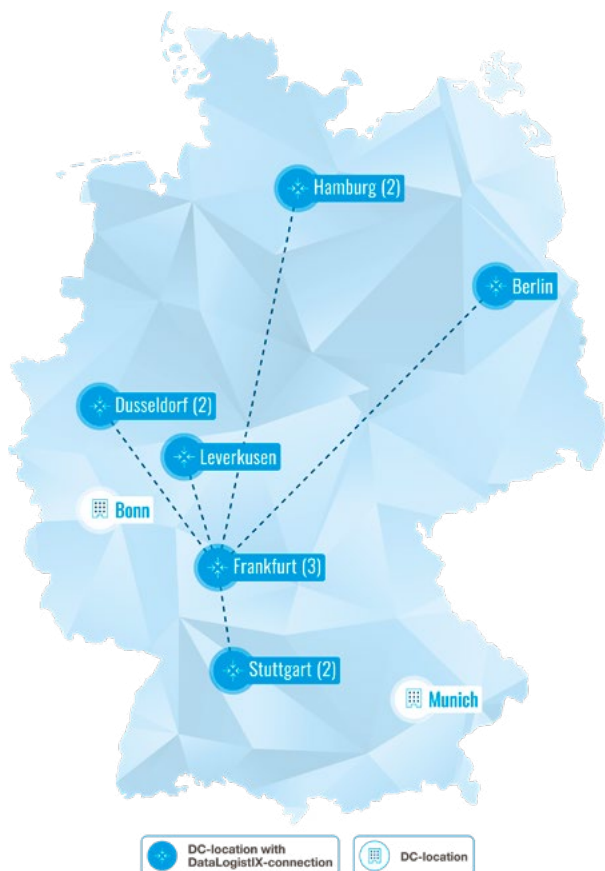 Hamburg (2)
Berlin
Dusseldorf (2)
Leverkusen
Bonn
Frankfurt (3)
Stuttgart (2)
Munich
DC-location with
DataLogistIX-connection
DC-location